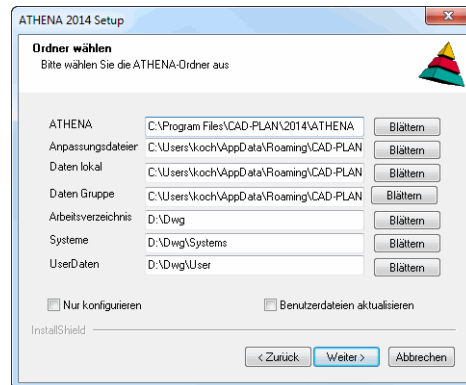 ATHENA 2014 Setup
Ordner wählen
Bitte wählen Sie die ATHENA-Ordner aus
ATHENA C:\Program Files\CAD-PLAN\2014\ATHENA Blättern
Anpassungsdateier C:\Users\koch\AppData\Roaming\CAD-PLAN Blättern
Daten lokal C:\Users\koch\AppData\Roaming\CAD-PLAN Blättern
Daten Gruppe C:\Users\koch\AppData\Roaming\CAD-PLAN Blättern
Arbeitsverzeichnis D:\Dwg Blättern
Systeme D:\Dwg\Systems Blättern
UserDaten D:\Dwg\User Blättern
Nur konfigurieren Benutzerdateien aktualisieren
InstallShield
< Zurück Weiter > Abbrechen